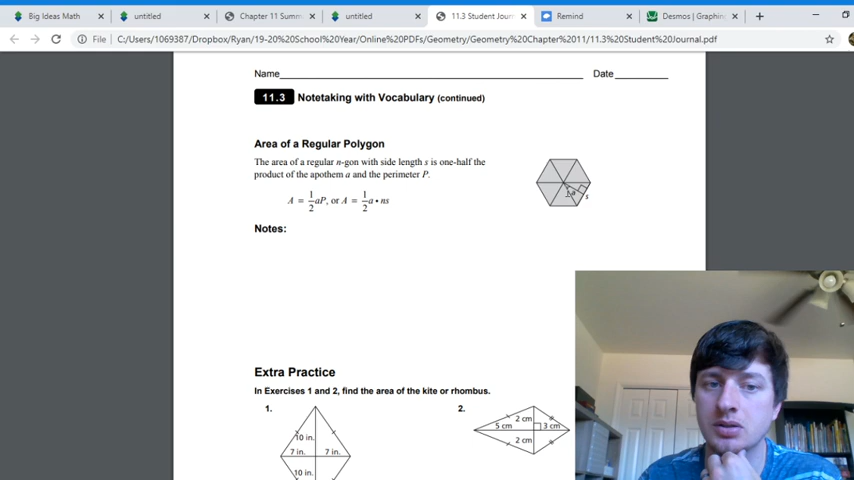 Big Ideas Math
untitled
Chapter 11 Summ
untitled
11.3 Student Jour
Remind
Desmos | Graphin
File
C:/Users/1069387/Dropbox/Ryan/19-20%20School%20Year/Online%20PDFs/Geometry/Geometry%20Chapter%2011/11.3%20Student%20Journal.pdf
Name
Date
11.3 Notetaking with Vocabulary (continued)
Area of a Regular Polygon
The area of a regular n-gon with side length s is one-half the
product of the apothem a and the perimeter P.
A = 1/2 aP, or A = 1/2 a • ns
a
s
Notes:
Extra Practice
In Exercises 1 and 2, find the area of the kite or rhombus.
1.
10 in.
7 in. 7 in.
10 in.
2.
2 cm
5 cm 3 cm
2 cm